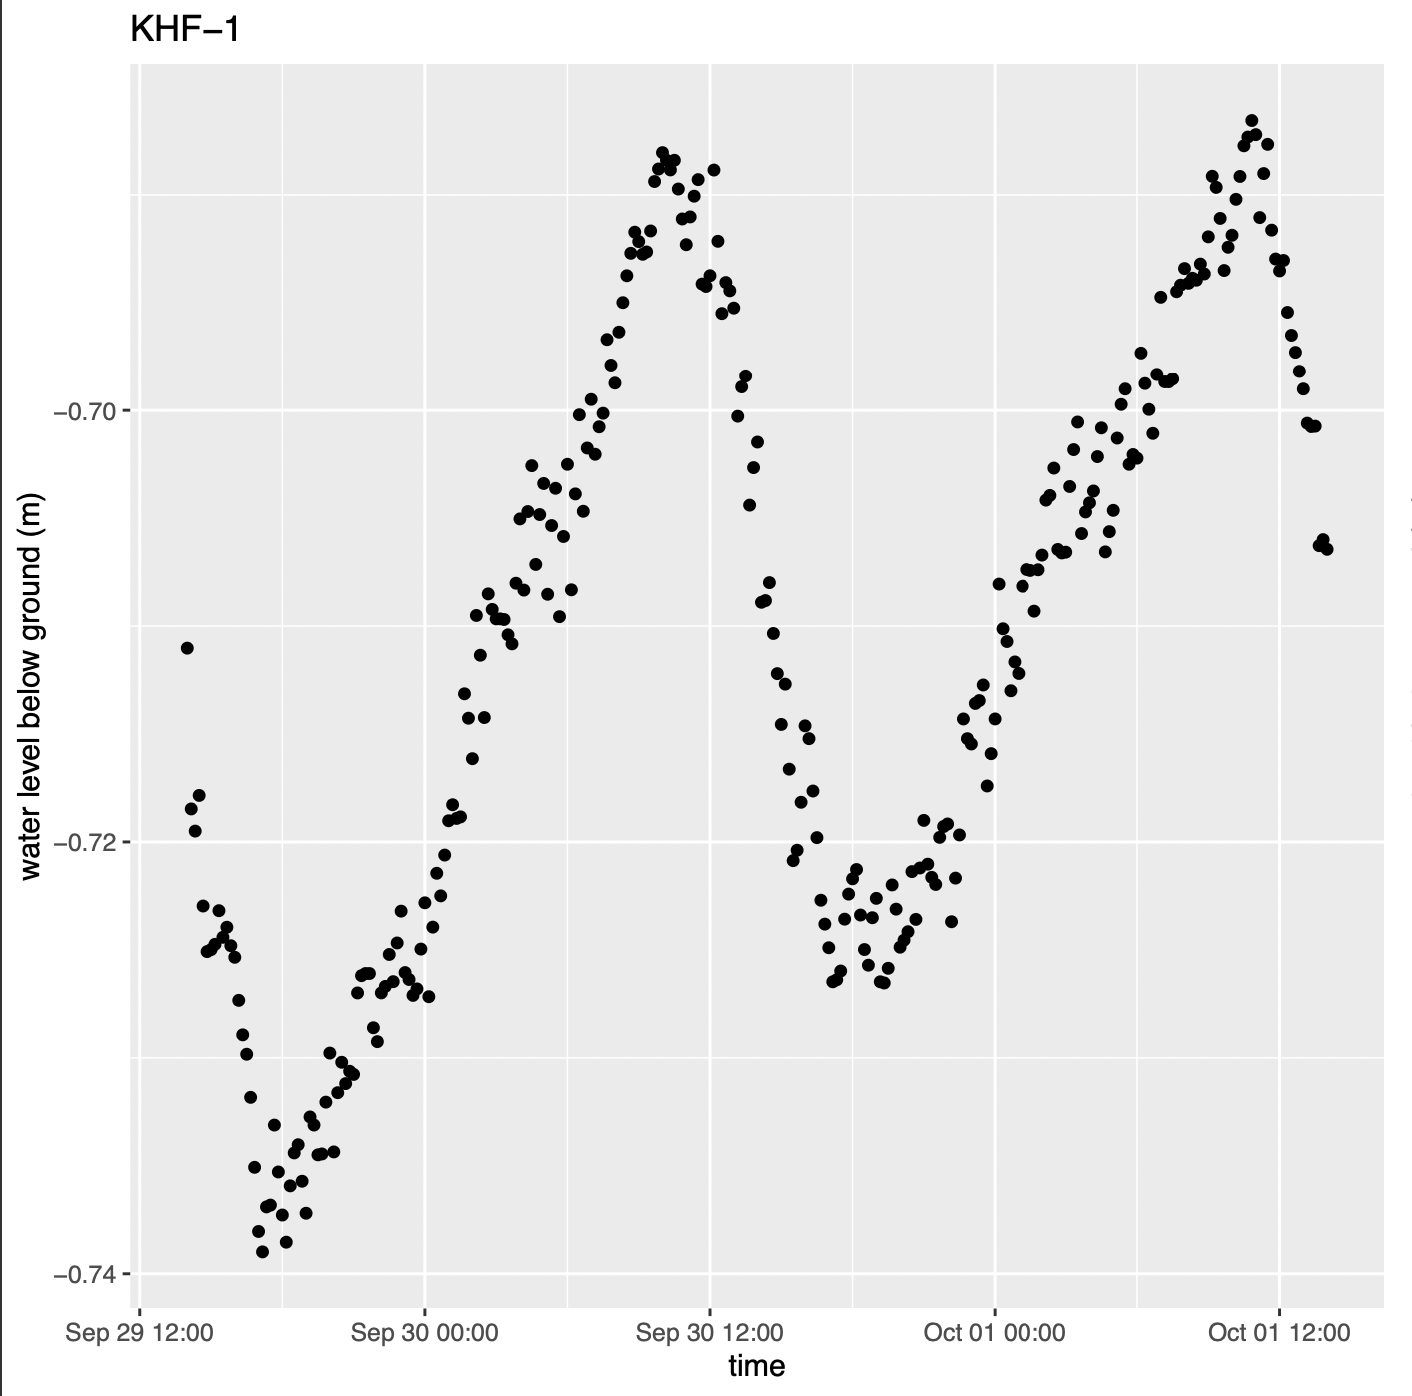 KHF−1
water level below ground (m)
−0.70
−0.72
−0.74
Sep 29 12:00
Sep 30 00:00
Sep 30 12:00
Oct 01 00:00
Oct 01 12:00
time